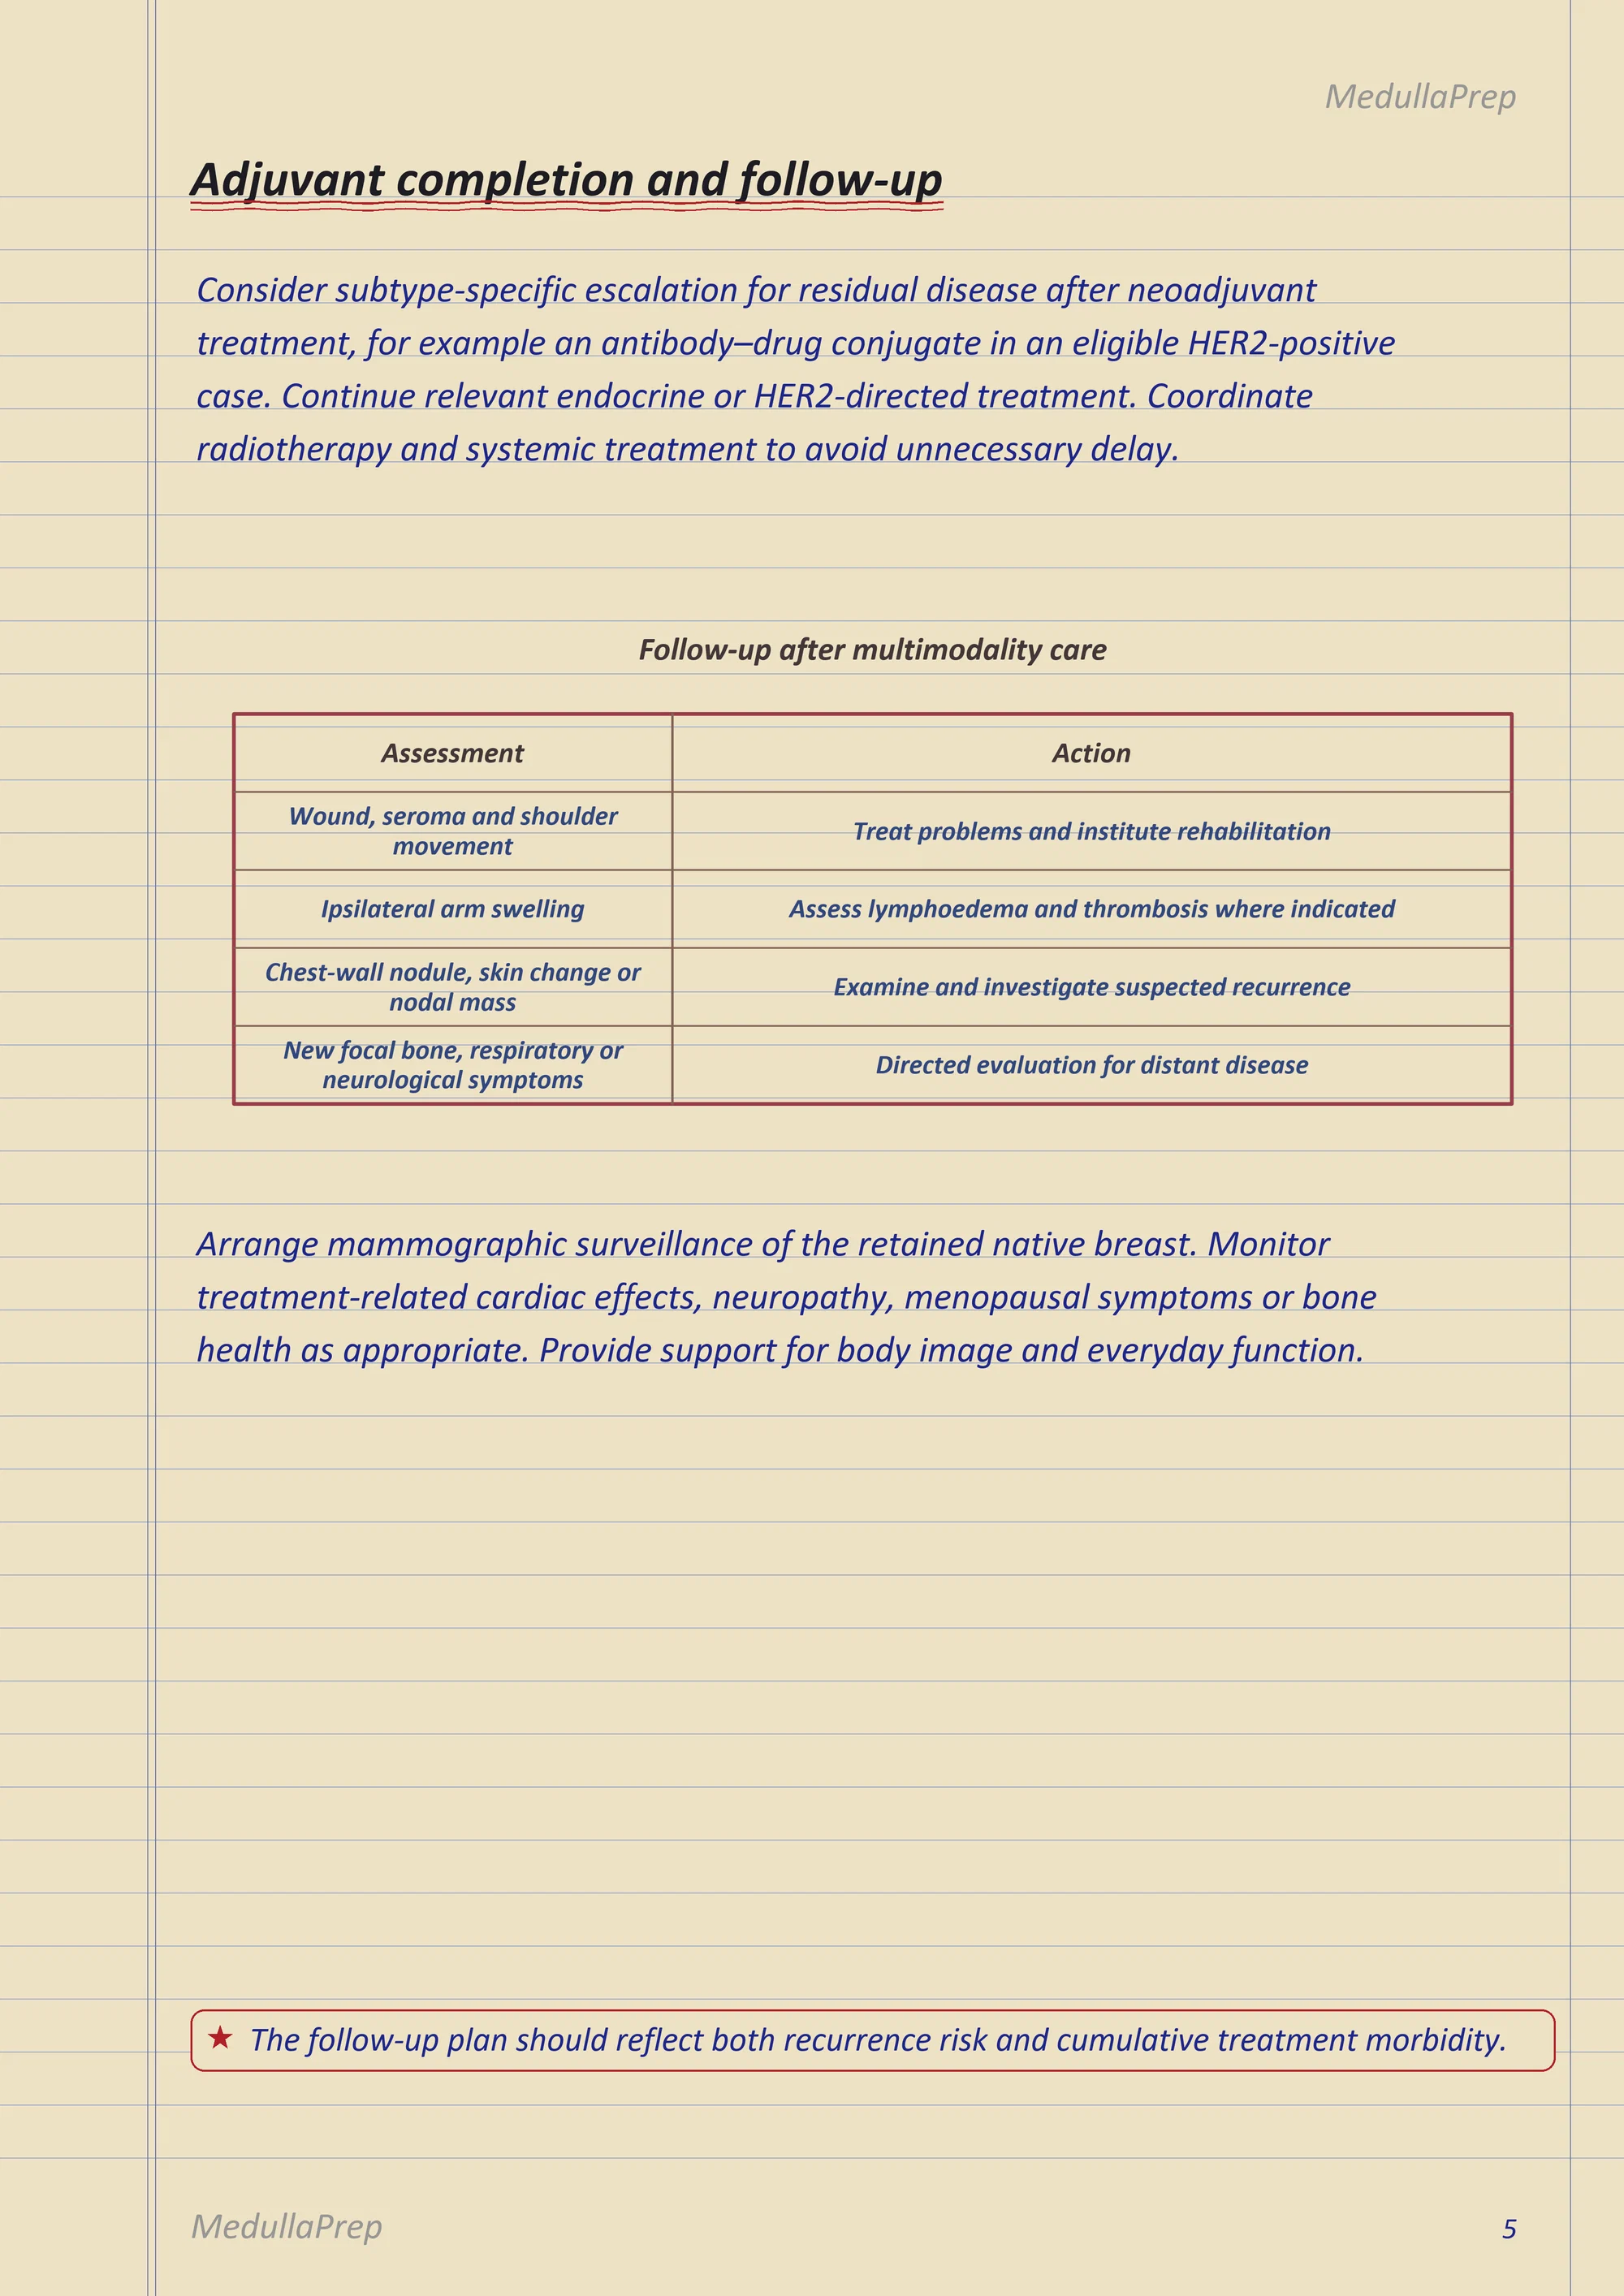 MedullaPrep
Adjuvant completion and follow-up
Consider subtype-specific escalation for residual disease after neoadjuvant
treatment, for example an antibody–drug conjugate in an eligible HER2-positive
case. Continue relevant endocrine or HER2-directed treatment. Coordinate
radiotherapy and systemic treatment to avoid unnecessary delay.
Follow-up after multimodality care
Assessment
Action
Wound, seroma and shoulder
movement
Treat problems and institute rehabilitation
Ipsilateral arm swelling
Assess lymphoedema and thrombosis where indicated
Chest-wall nodule, skin change or
nodal mass
Examine and investigate suspected recurrence
New focal bone, respiratory or
neurological symptoms
Directed evaluation for distant disease
Arrange mammographic surveillance of the retained native breast. Monitor
treatment-related cardiac effects, neuropathy, menopausal symptoms or bone
health as appropriate. Provide support for body image and everyday function.
★ The follow-up plan should reflect both recurrence risk and cumulative treatment morbidity.
MedullaPrep
5